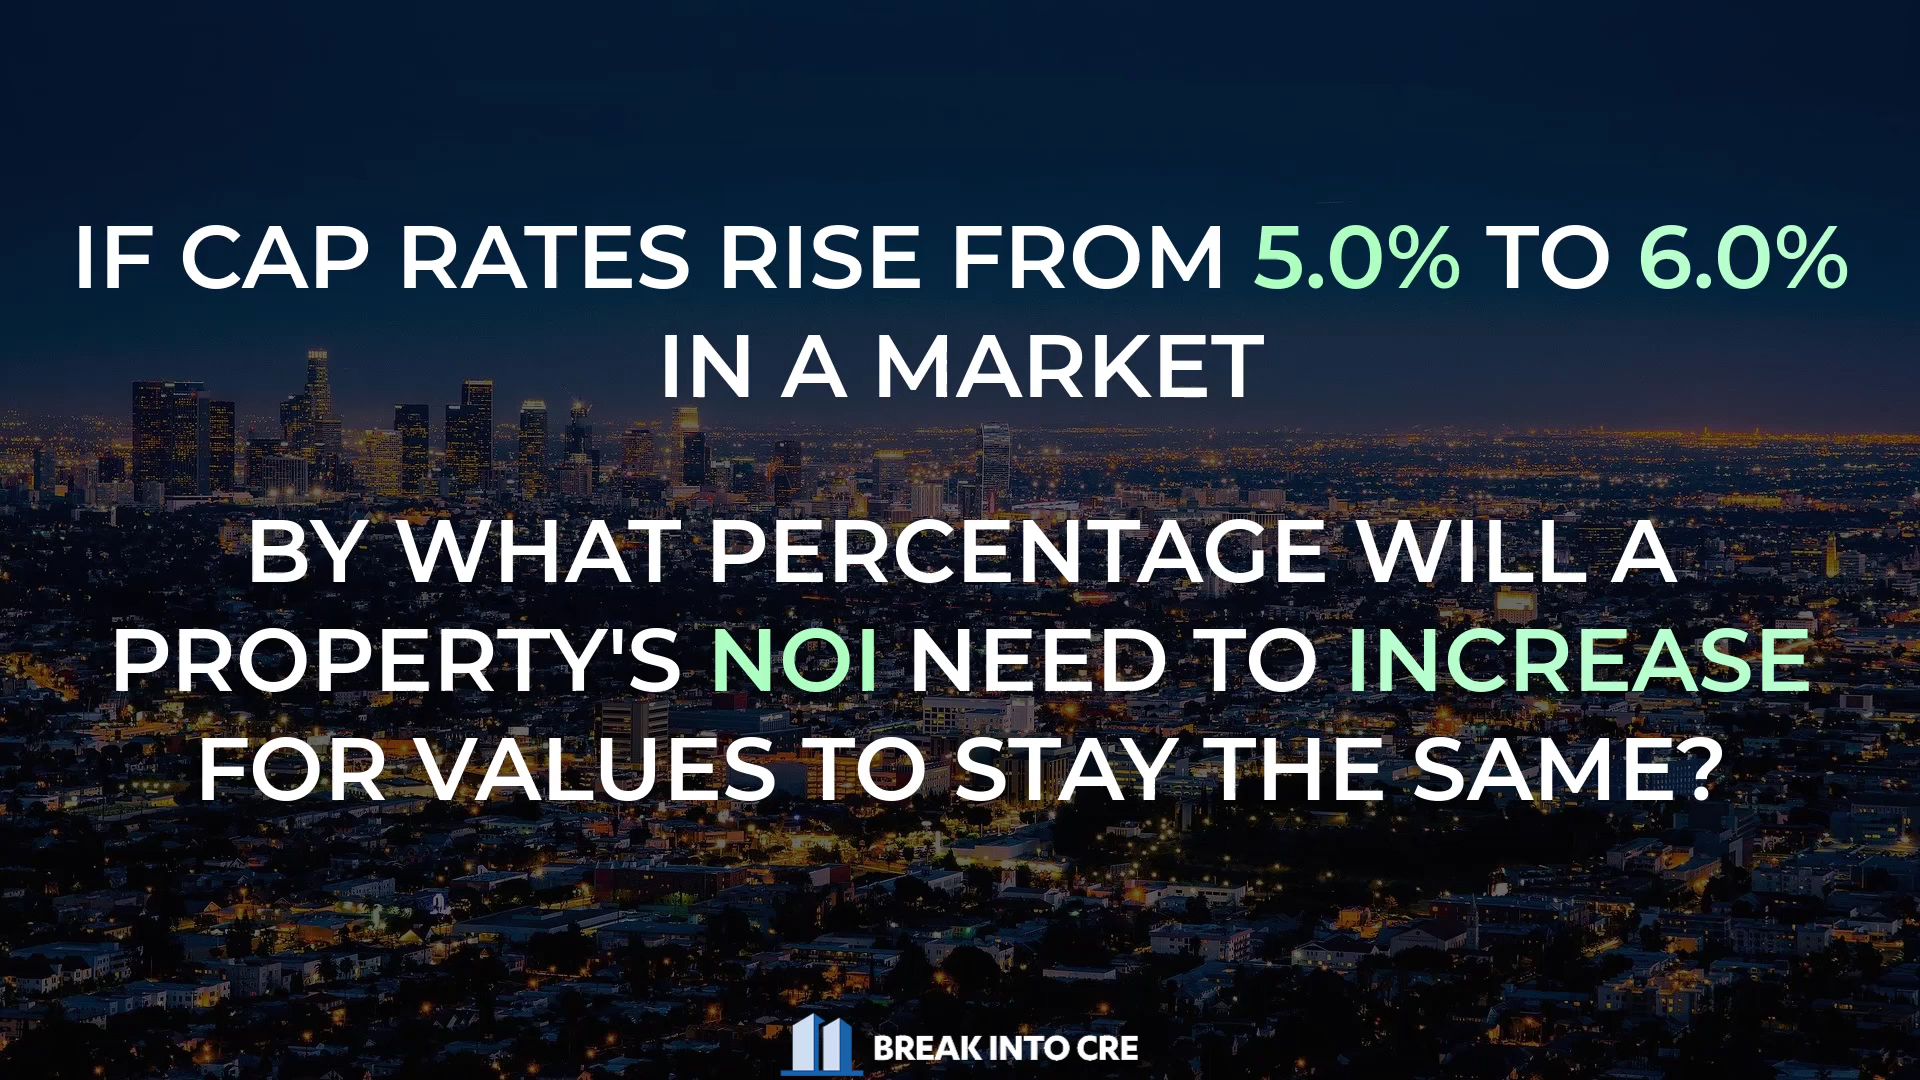 IF CAP RATES RISE FROM 5.0% TO 6.0%
IN A MARKET
BY WHAT PERCENTAGE WILL A
PROPERTY'S NOI NEED TO INCREASE
FOR VALUES TO STAY THE SAME?
BREAK INTO CRE